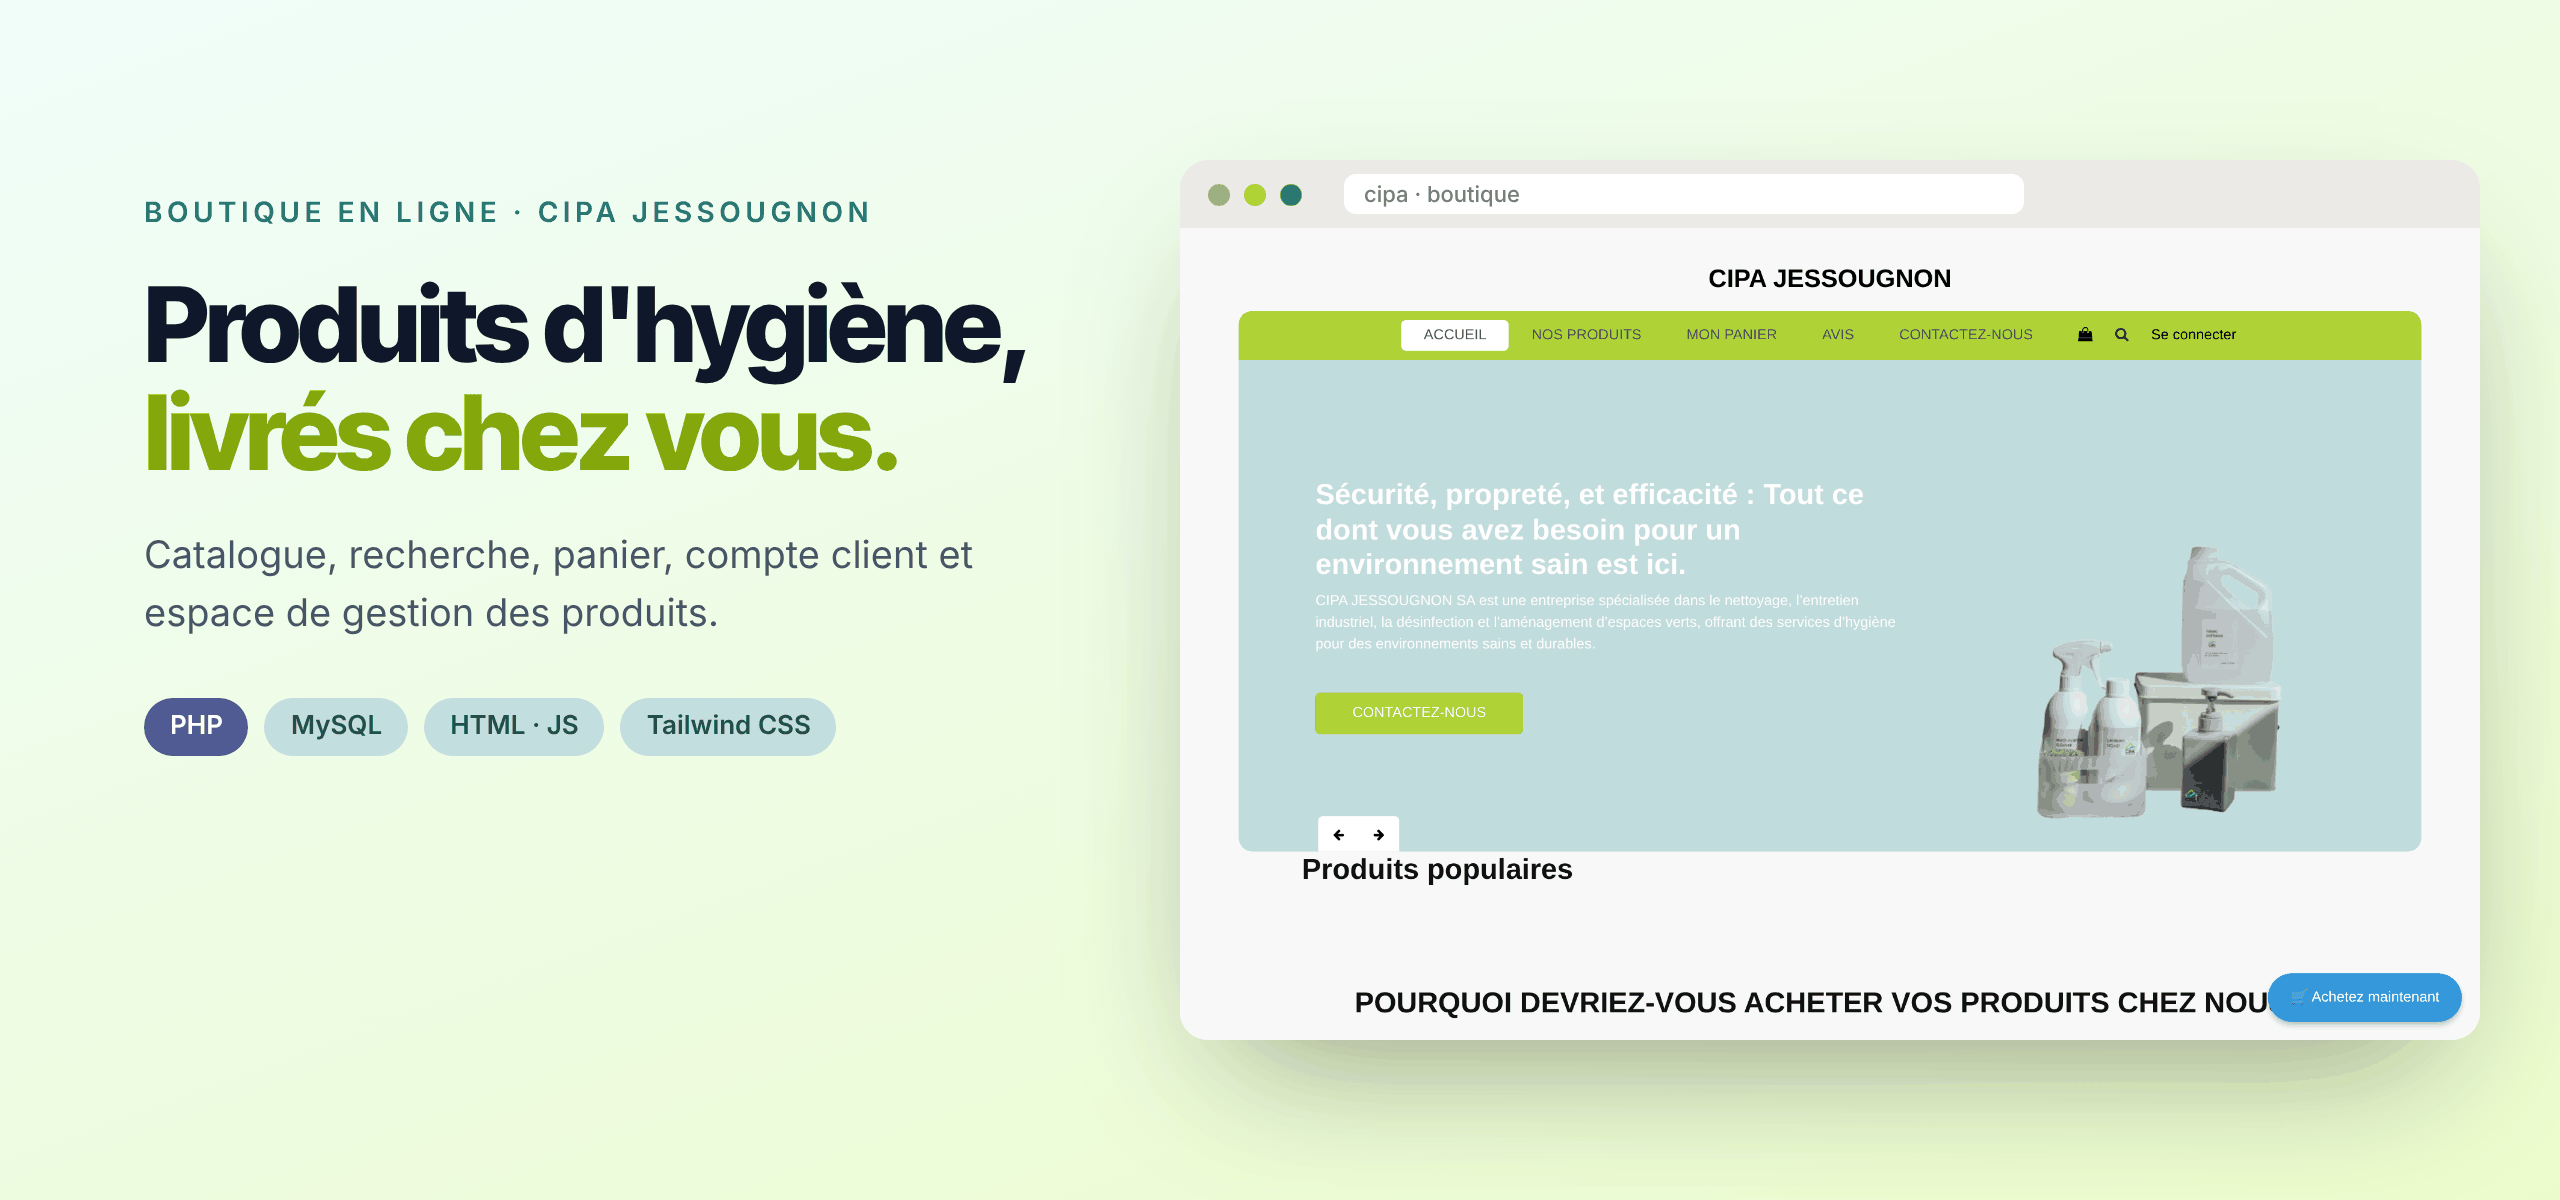 BOUTIQUE EN LIGNE · CIPA JESSOUGNON
Produits d'hygiène,
livrés chez vous.
Catalogue, recherche, panier, compte client et
espace de gestion des produits.
PHP
MySQL
HTML · JS
Tailwind CSS
cipa · boutique
CIPA JESSOUGNON
ACCUEIL
NOS PRODUITS
MON PANIER
AVIS
CONTACTEZ-NOUS
Se connecter
Sécurité, propreté, et efficacité : Tout ce
dont vous avez besoin pour un
environnement sain est ici.
CIPA JESSOUGNON SA est une entreprise spécialisée dans le nettoyage, l'entretien
industriel, la désinfection et l'aménagement d'espaces verts, offrant des services d'hygiène
pour des environnements sains et durables.
CONTACTEZ-NOUS
Produits populaires
POURQUOI DEVRIEZ-VOUS ACHETER VOS PRODUITS CHEZ NOU
Achetez maintenant